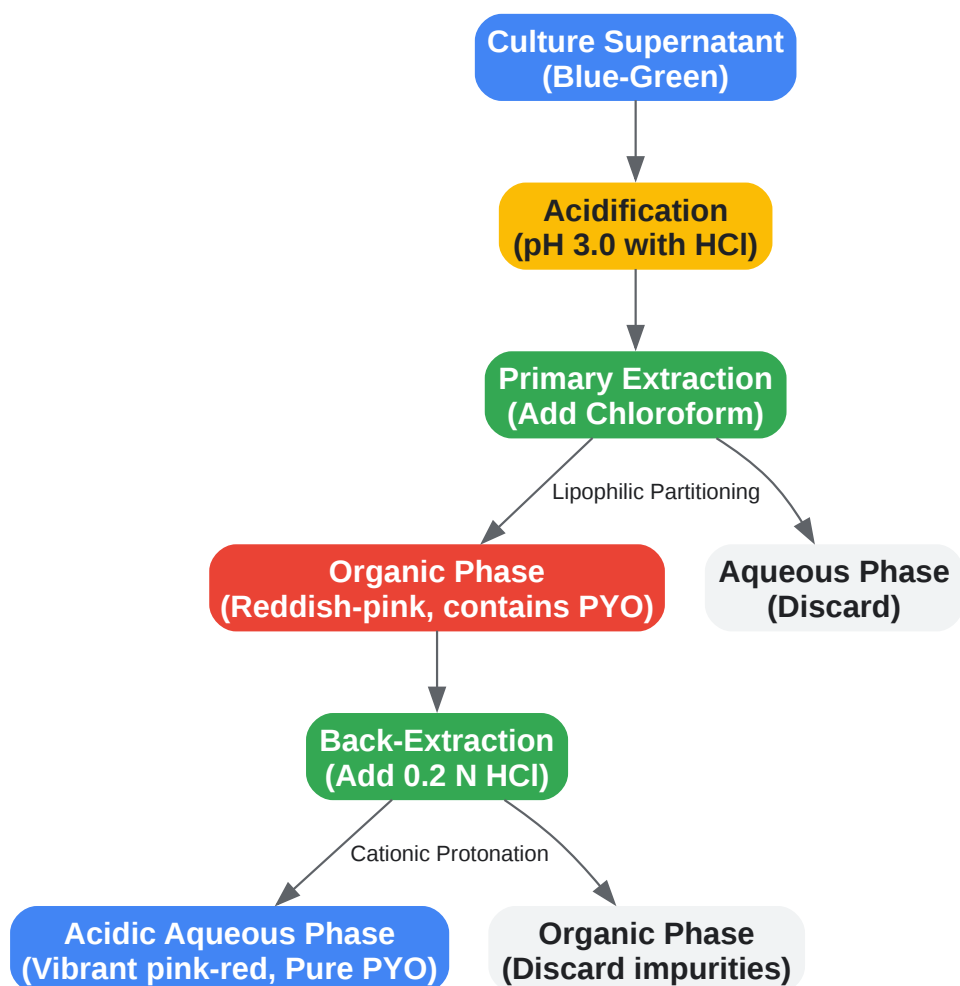 Culture Supernatant
(Blue-Green)
Acidification
(pH 3.0 with HCl)
Primary Extraction
(Add Chloroform)
Lipophilic Partitioning
Organic Phase
(Reddish-pink, contains PYO)
Aqueous Phase
(Discard)
Back-Extraction
(Add 0.2 N HCl)
Cationic Protonation
Acidic Aqueous Phase
(Vibrant pink-red, Pure PYO)
Organic Phase
(Discard impurities)